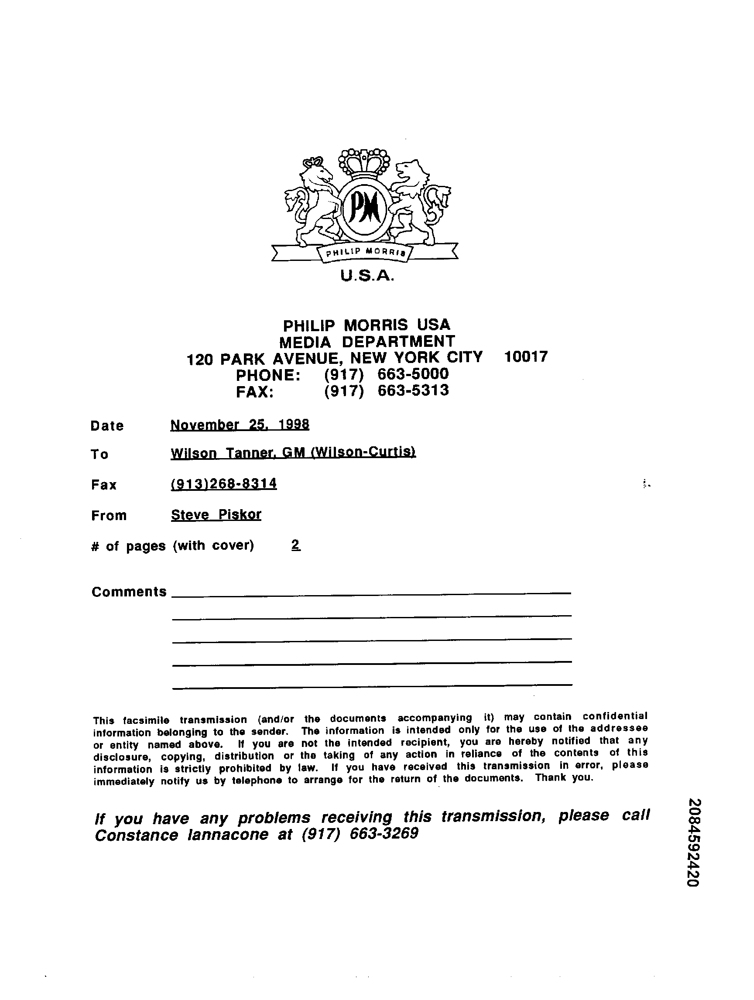 PM
PHILIP MORRIS
U.S.A.
PHILIP MORRIS USA
MEDIA DEPARTMENT
120 PARK AVENUE, NEW YORK CITY 10017
PHONE: (917) 663-5000
FAX: (917) 663-5313
Date November 25, 1998
To Wilson Tanner, GM (Wilson-Curtis)
Fax (913)268-8314
From Steve Piskor
# of pages (with cover) 2
Comments
This facsimile transmission (and/or the documents accompanying it) may contain confidential
information belonging to the sender. The information is intended only for the use of the addressee
or entity named above. If you are not the intended recipient, you are hereby notified that any
disclosure, copying, distribution or the taking of any action in reliance of the contents of this
information is strictly prohibited by law. If you have received this transmission in error, please
immediately notify us by telephone to arrange for the return of the documents. Thank you.
If you have any problems receiving this transmission, please call
Constance Iannacone at (917) 663-3269
2084592420